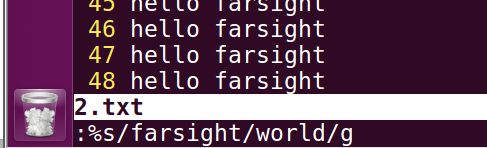 45 hello farsight
46 hello farsight
47 hello farsight
48 hello farsight
2.txt
:%s/farsight/world/g